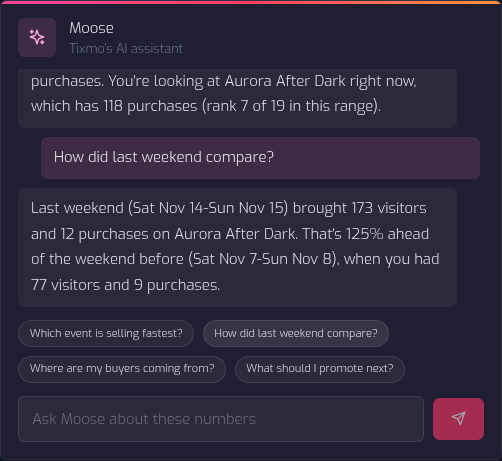 Moose
Tixmo's AI assistant
purchases. You're looking at Aurora After Dark right now,
which has 118 purchases (rank 7 of 19 in this range).
How did last weekend compare?
Last weekend (Sat Nov 14-Sun Nov 15) brought 173 visitors
and 12 purchases on Aurora After Dark. That's 125% ahead
of the weekend before (Sat Nov 7-Sun Nov 8), when you had
77 visitors and 9 purchases.
Which event is selling fastest?
How did last weekend compare?
Where are my buyers coming from?
What should I promote next?
Ask Moose about these numbers